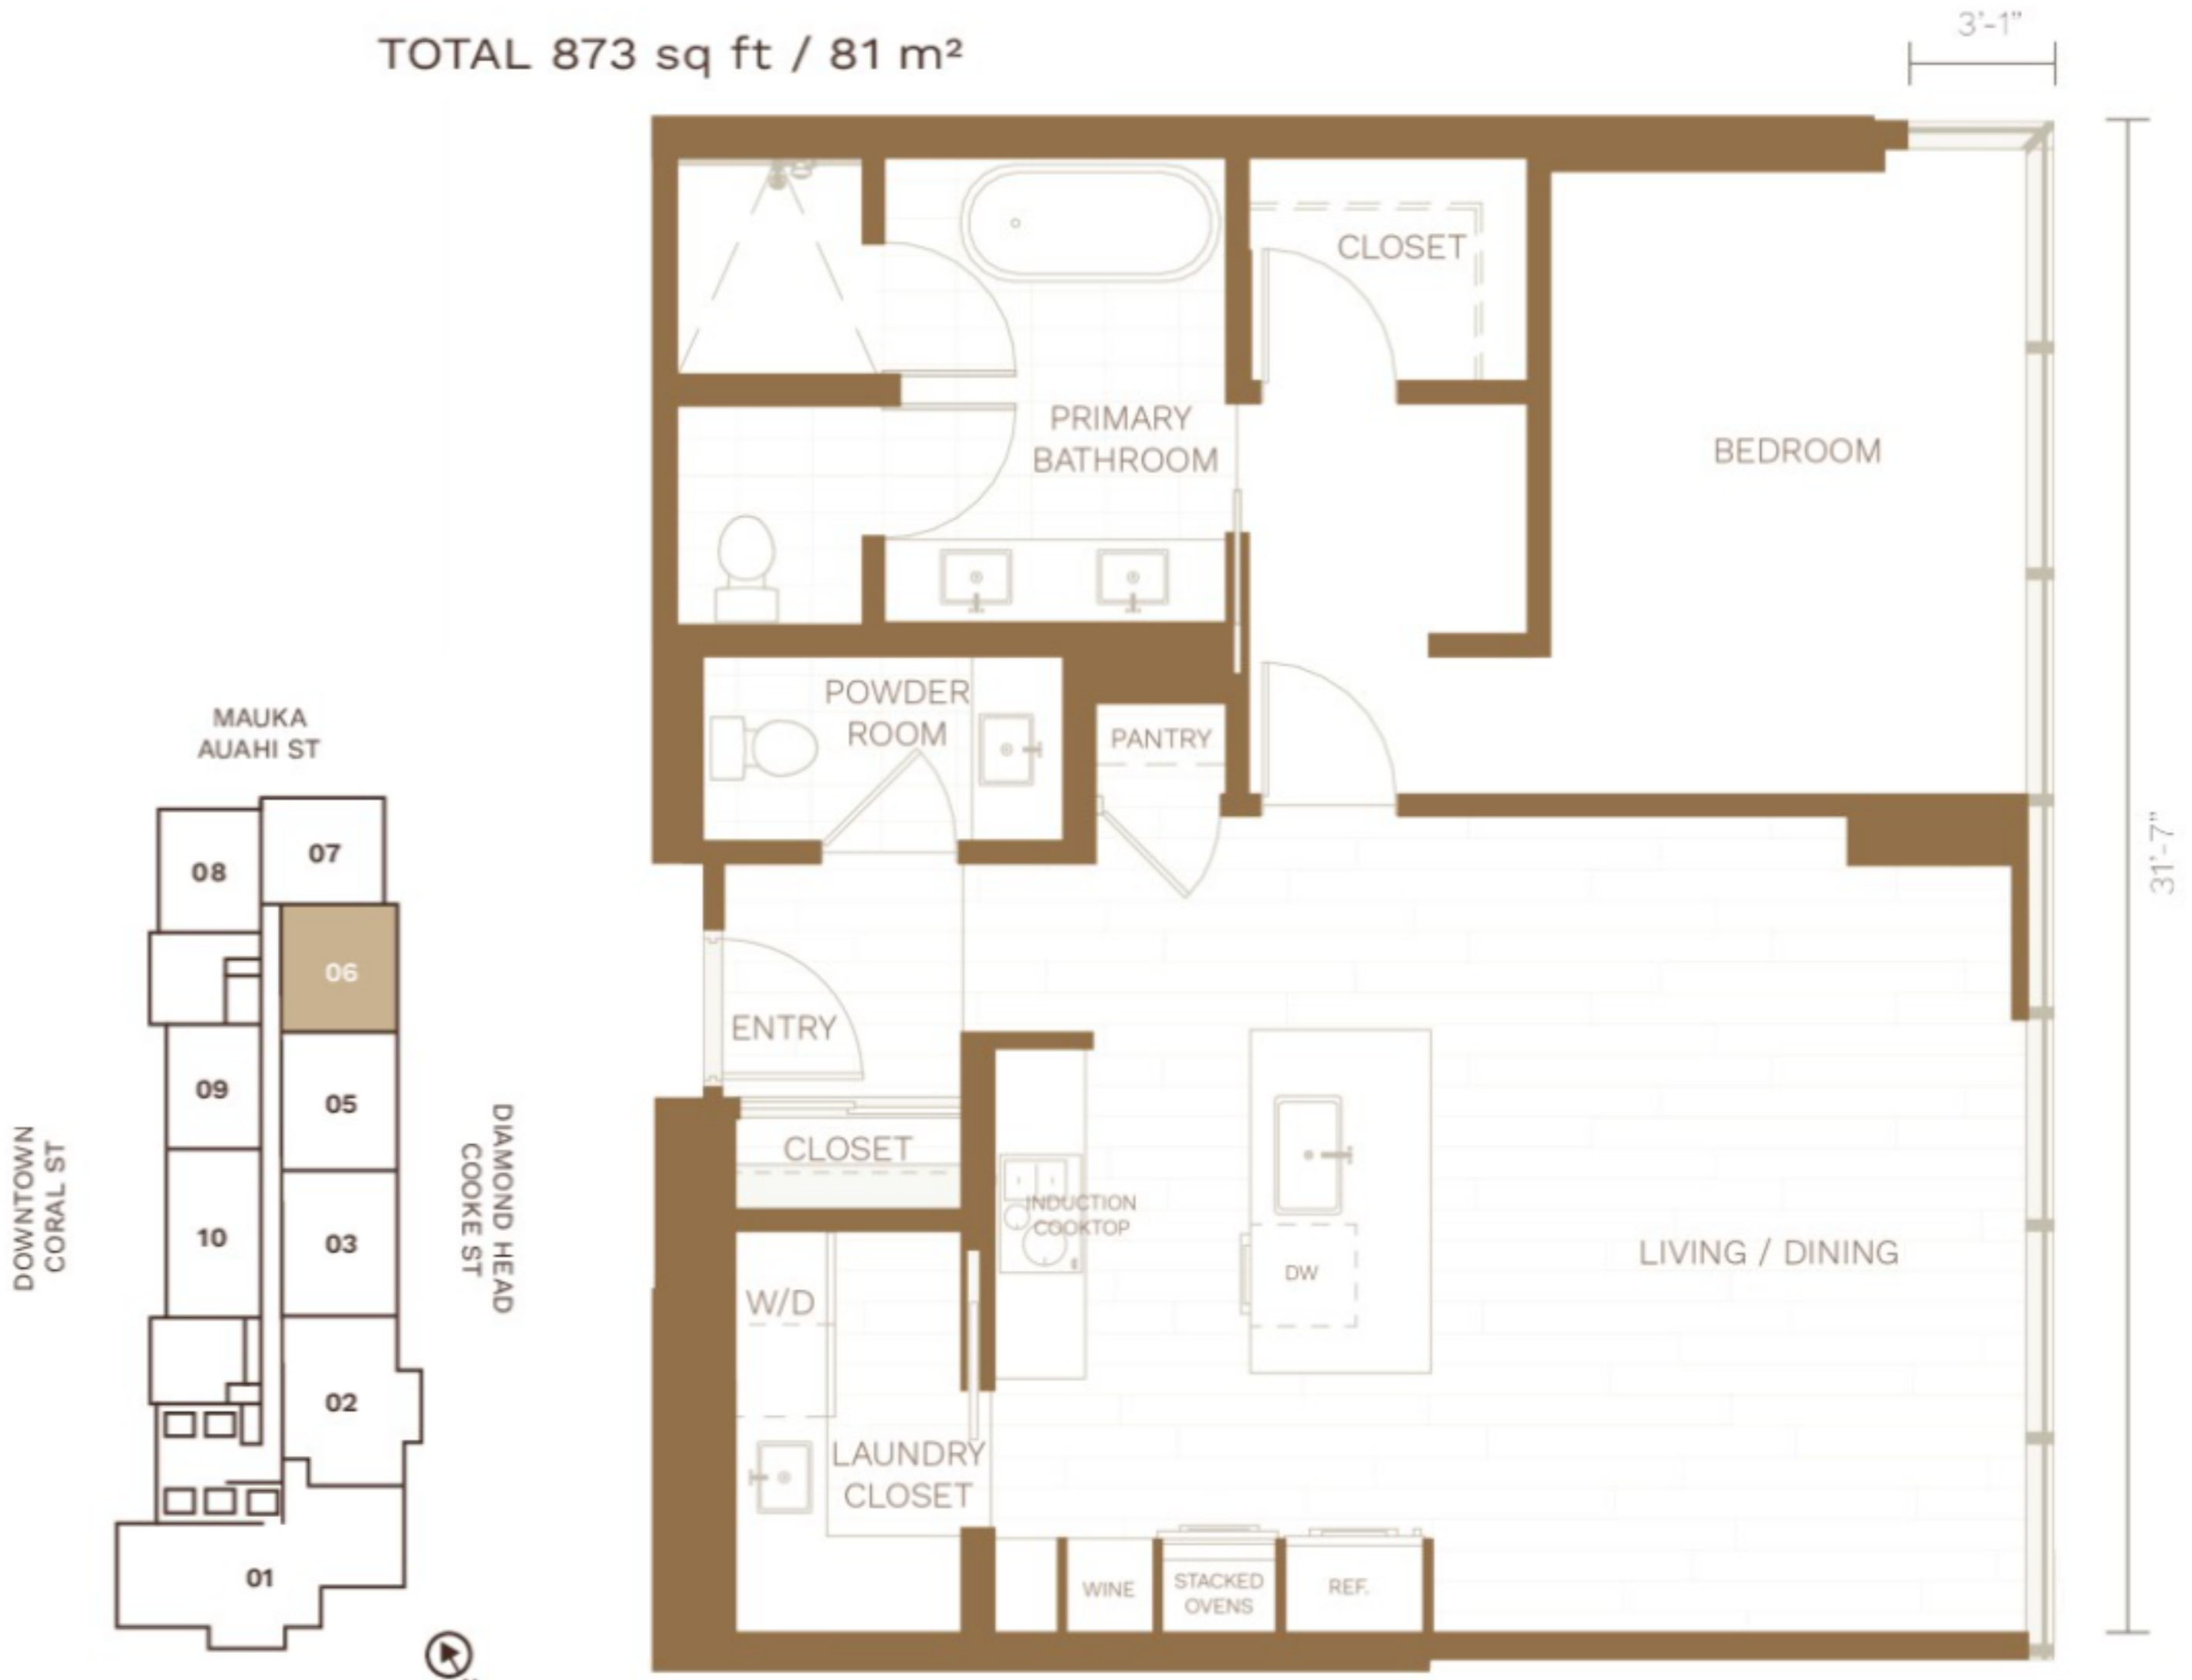 TOTAL 873 sq ft / 81 m²
3'-1"
CLOSET
PRIMARY
BATHROOM
BEDROOM
POWDER
ROOM
PANTRY
31'-7"
ENTRY
CLOSET
INDUCTION
COOKTOP
DW
LIVING / DINING
W/D
LAUNDRY
CLOSET
WINE
STACKED
OVENS
REF.
MAUKA
AUAHI ST
08
07
06
09
05
10
03
02
01
DOWNTOWN
CORAL ST
DIAMOND HEAD
COOKE ST